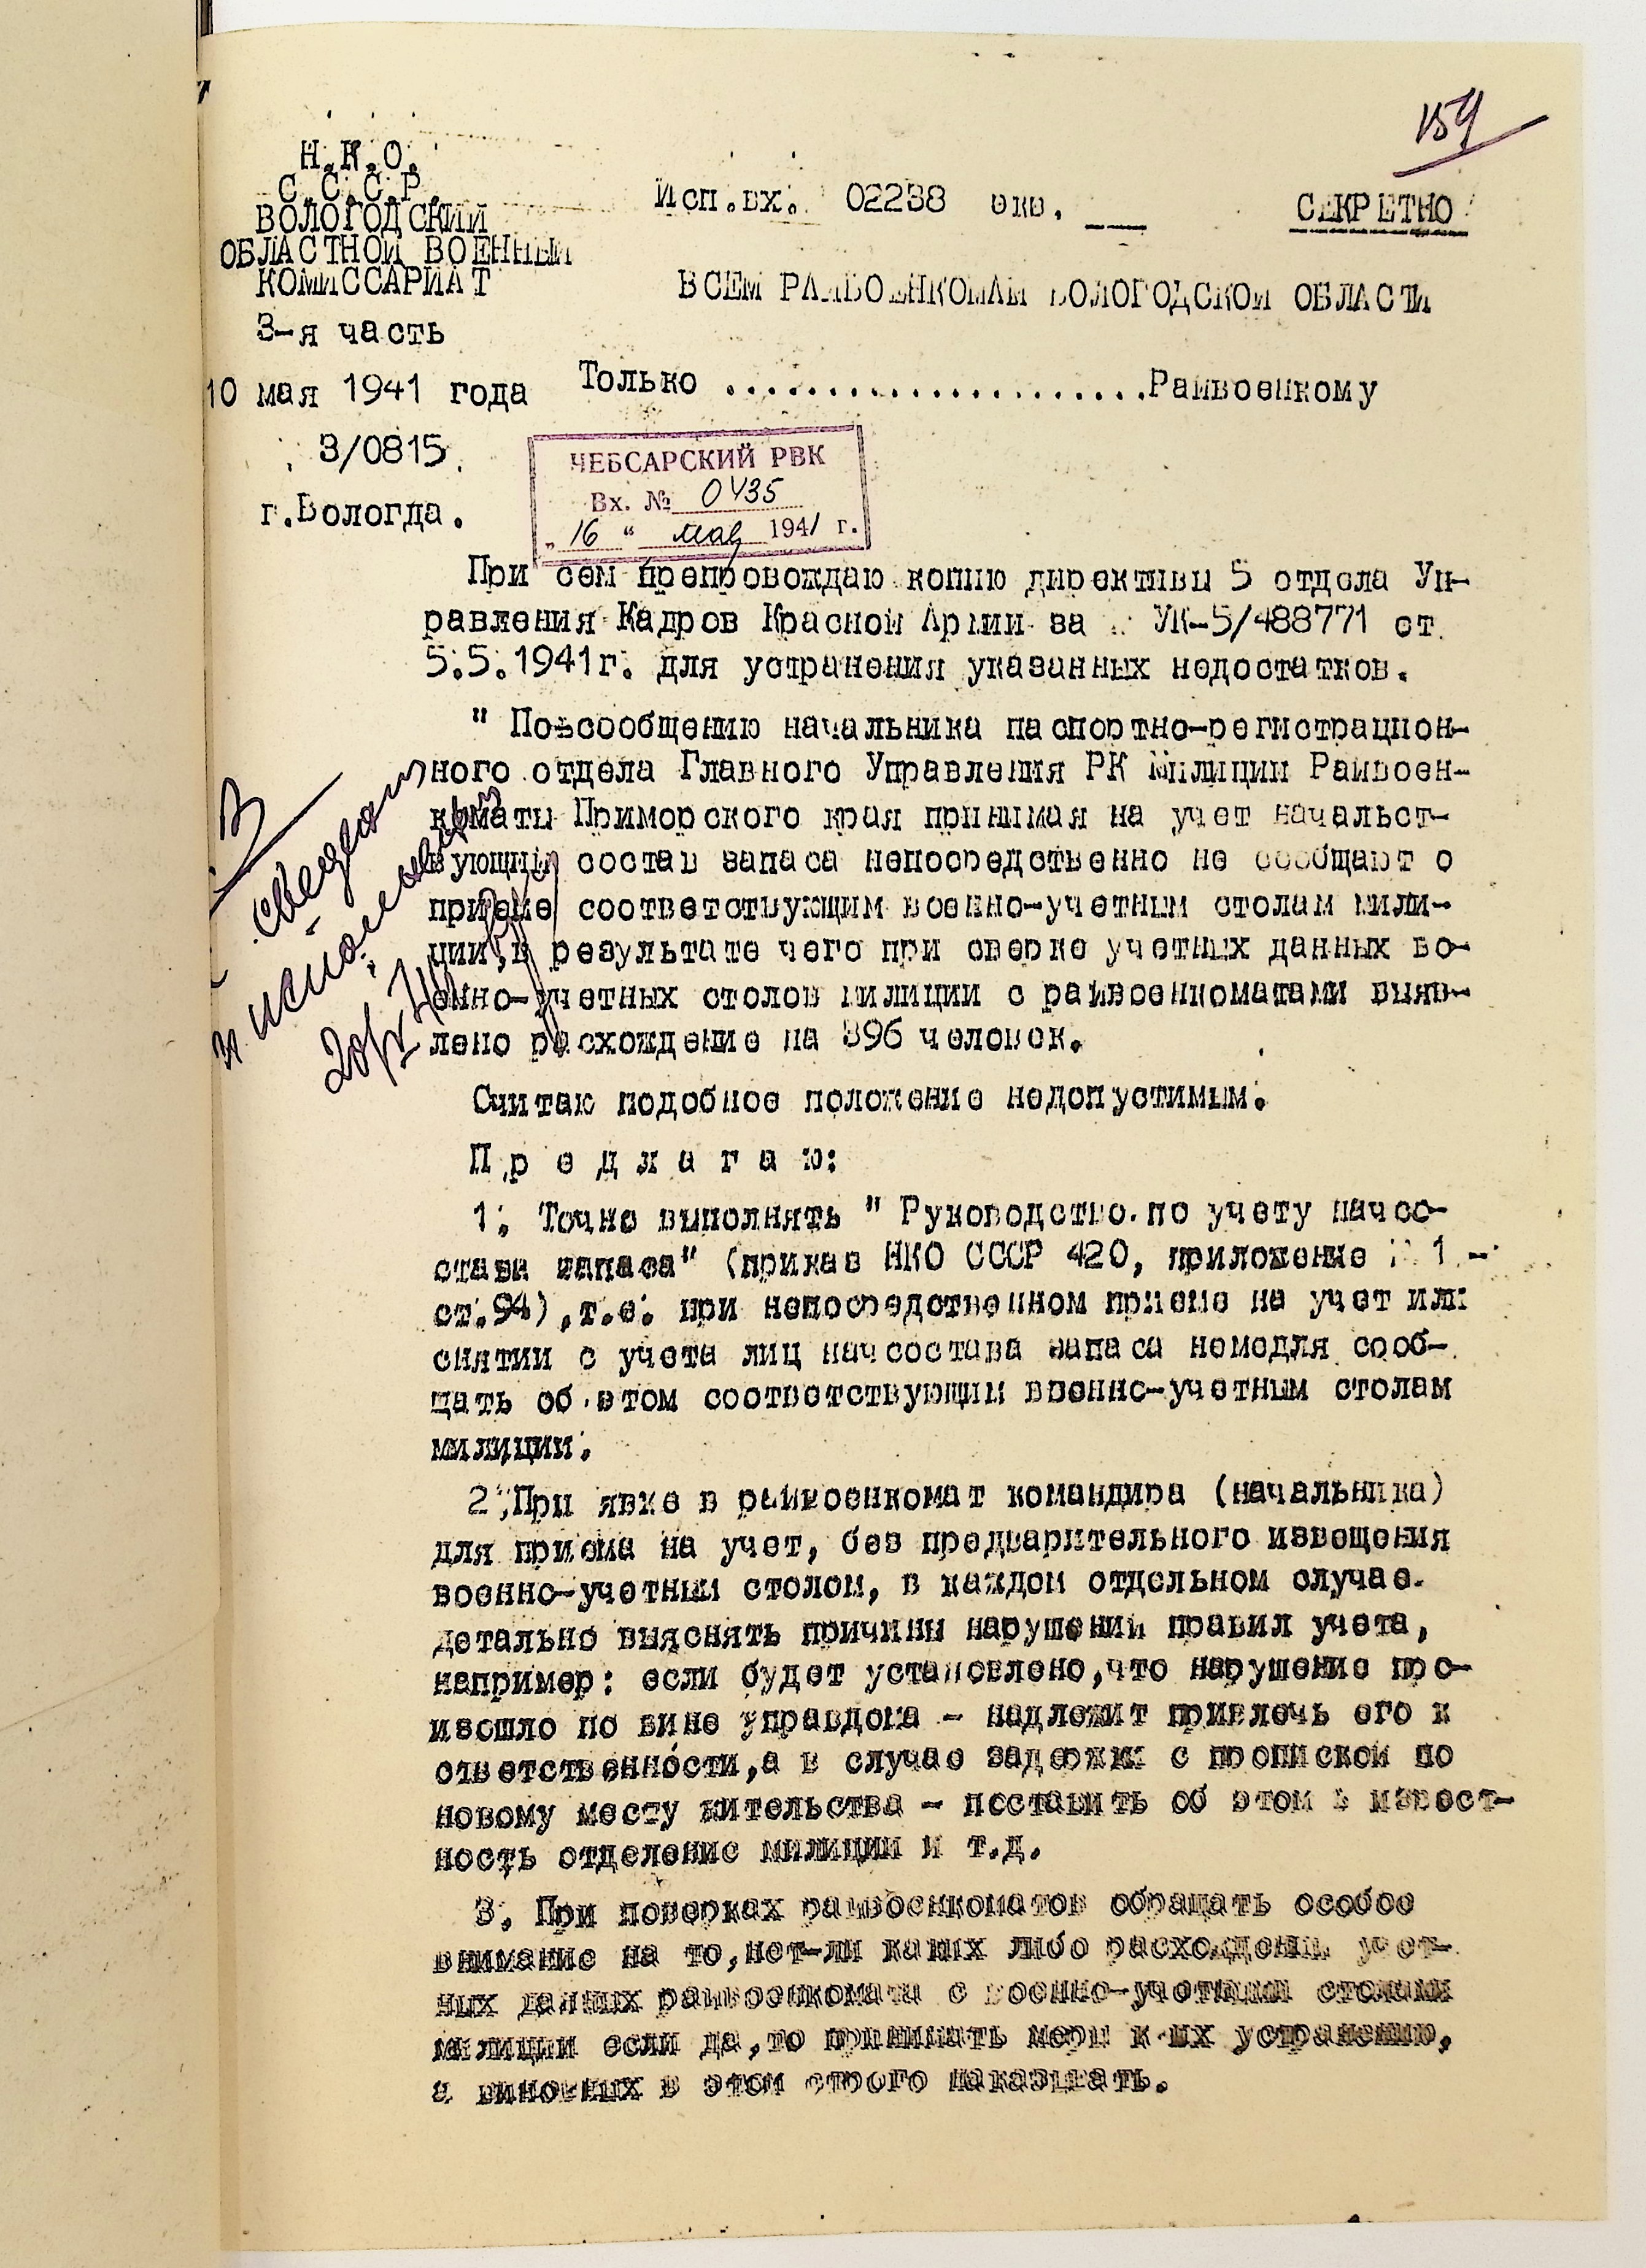 159
Н.К.О.
С.С.С.Р.
ВОЛОГОДСКИЙ
ОБЛАСТНОЙ ВОЕННЫЙ
КОМИССАРИАТ
3-я часть
10 мая 1941 года
3/0815.
г.Вологда.
Исп.вх. 02238 экз. __
СЕКРЕТНО
ВСЕМ РАЙВОЕНКОМАМ ВОЛОГОДСКОЙ ОБЛАСТИ
Только .....................Райвоенкому
ЧЕБСАРСКИЙ РВК
Вх. № 0435
„16“ мая 1941 г.
При сем препровождаю копию директивы 5 отдела Уп-
равления Кадров Красной Армии за УК-5/488771 от
5.5.1941г. для устранения указанных недостатков.
" По сообщению начальника паспортно-регистрацион-
ного отдела Главного Управления РК Милиции Райвоен-
коматы Приморского края принимая на учет начальст-
вующий состав запаса непосредственно не сообщают о
приеме соответствующим военно-учетным столам мили-
ции,в результате чего при сверке учетных данных во-
енно-учетных столов милиции с райвоенкоматами выяв-
лено расхождение на 896 человек.
к сведению
и исполнению
Считаю подобное положение недопустимым.
П р е д л а г а ю:
1. Точно выполнять " Руководство по учету начсо-
става запаса" (приказ НКО СССР 420, приложение № 1 -
ст.94),т.е. при непосредственном приеме на учет или
снятии с учета лиц начсостава запаса немедля сооб-
щать об этом соответствующим военно-учетным столам
милиции.
2.При явке в райвоенкомат командира (начальника)
для приема на учет, без предварительного извещения
военно-учетным столом, в каждом отдельном случае.
детально выяснять причины нарушений правил учета,
например: если будет установлено,что нарушение про-
изошло по вине управдома - надлежит привлечь его к
ответственности,а в случае задержки с пропиской по
новому месту жительства - поставить об этом в извест-
ность отделение милиции и т.д.
3. При поверках райвоенкоматов обращать особое
внимание на то,нет-ли каких либо расхождений учет-
ных данных райвоенкомата с военно-учетными столами
милиции если да,то принимать меры к их устранению,
а виновных в этом строго наказывать.